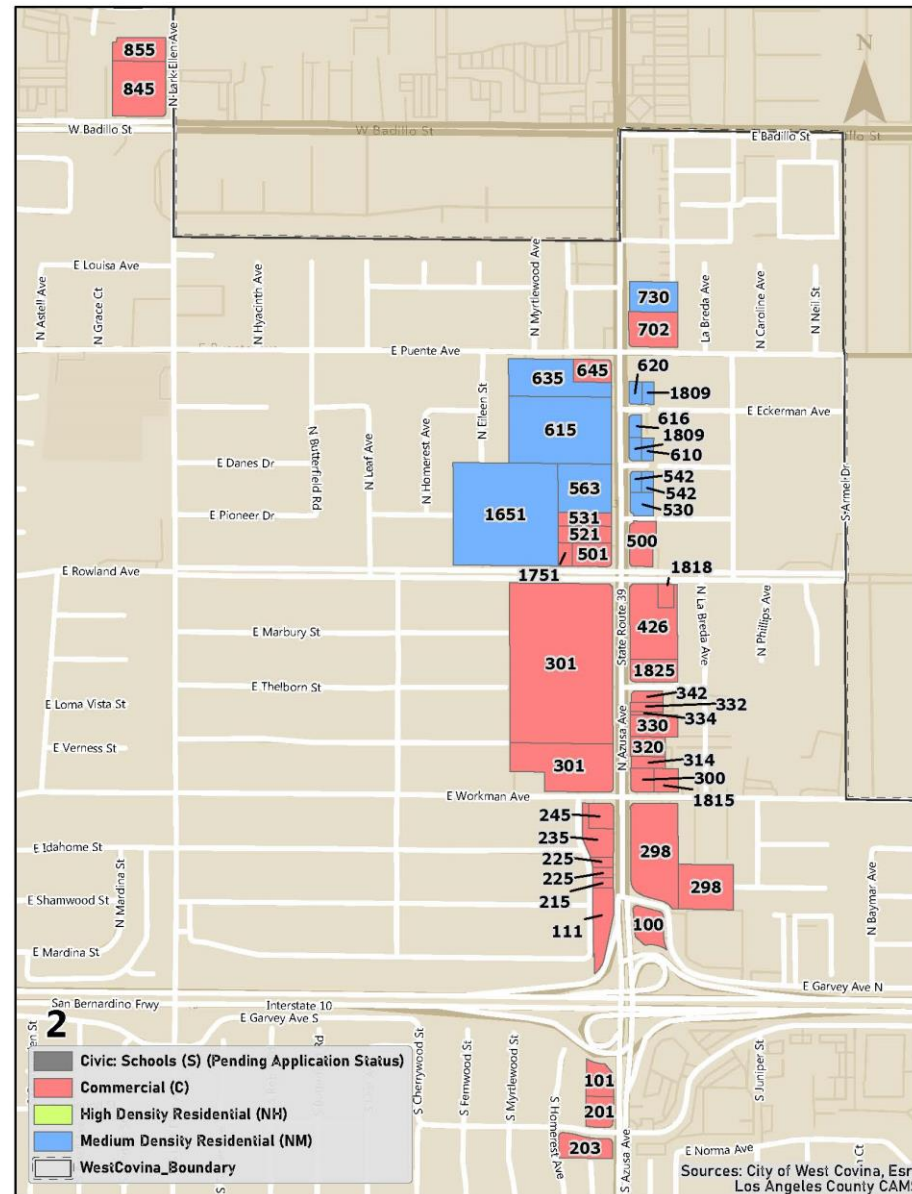 855
845
N Lark Ellen Ave
N
W Badillo St
W Badillo St
E Badillo St
E Louisa Ave
N Astell Ave
N Grace Ct
N Hyacinth Ave
N Myrtlewood Ave
La Breda Ave
N Caroline Ave
N Neil St
730
702
E Puente Ave
645
635
620
1809
E Eckerman Ave
616
1809
610
615
N Eileen St
N Homerest Ave
N Leaf Ave
N Butterfield Rd
E Danes Dr
E Pioneer Dr
542
542
530
563
1651
531
521
501
500
1751
1818
S Armel Dr
E Rowland Ave
State Route 39
N La Breda Ave
N Phillips Ave
426
1825
E Marbury St
301
E Thelborn St
E Loma Vista St
E Verness St
342
332
334
330
320
314
300
1815
N Azusa Ave
301
E Workman Ave
245
235
225
225
215
111
298
298
100
E Idahome St
N Mardina St
E Shamwood St
E Mardina St
N Baymar Ave
E Garvey Ave N
San Bernardino Frwy
Interstate 10
E Garvey Ave S
2
Civic: Schools (S) (Pending Application Status)
Commercial (C)
High Density Residential (NH)
Medium Density Residential (NM)
WestCovina_Boundary
S Cherrywood St
S Fernwood St
S Myrtlewood St
S Homerest Ave
101
201
203
S Azusa Ave
S Juniper St
E Norma Ave
Sources: City of West Covina, Esr
Los Angeles County CAM